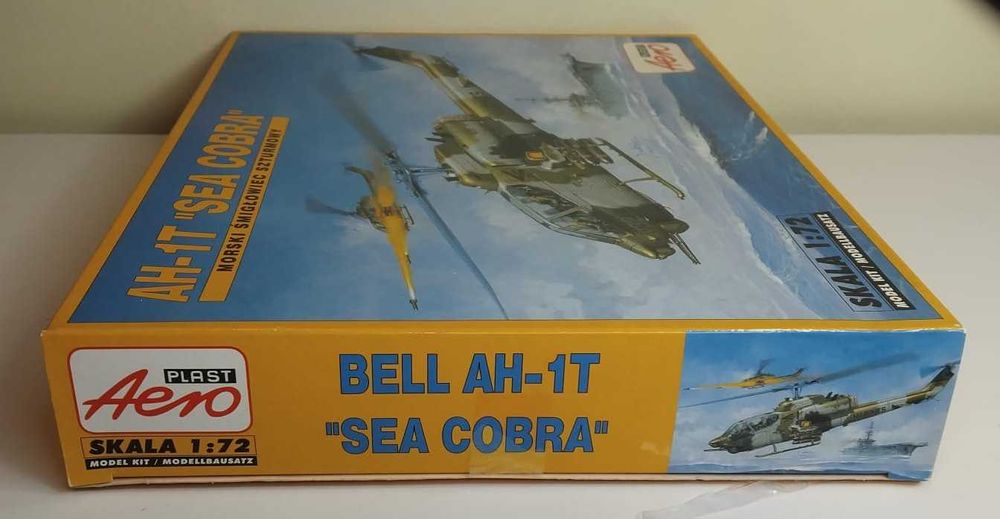 AH-1T "SEA COBRA"
MORSKI ŚMIGŁOWIEC SZTURMOWY
PLAST
Aero
SKALA 1:72
MODEL KIT / MODELLBAUSATZ
PLAST
Aero
SKALA 1:72
MODEL KIT / MODELLBAUSATZ
BELL AH-1T
"SEA COBRA"